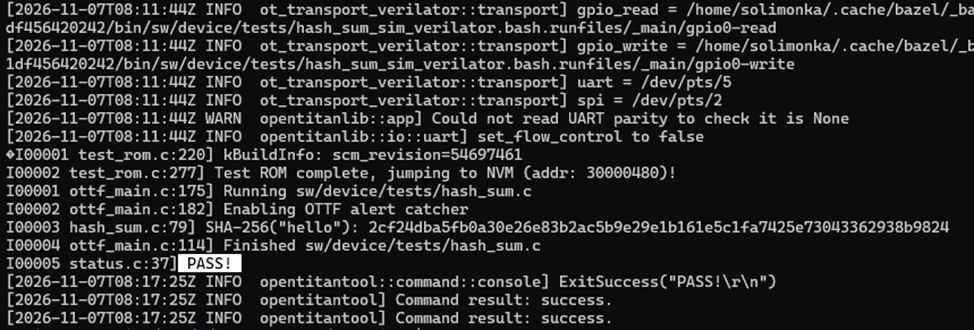 [2026-11-07T08:11:44Z INFO  ot_transport_verilator::transport] gpio_read = /home/solimonka/.cache/bazel/_ba
df456420242/bin/sw/device/tests/hash_sum_sim_verilator.bash.runfiles/_main/gpio0-read
[2026-11-07T08:11:44Z INFO  ot_transport_verilator::transport] gpio_write = /home/solimonka/.cache/bazel/_b
1df456420242/bin/sw/device/tests/hash_sum_sim_verilator.bash.runfiles/_main/gpio0-write
[2026-11-07T08:11:44Z INFO  ot_transport_verilator::transport] uart = /dev/pts/5
[2026-11-07T08:11:44Z INFO  ot_transport_verilator::transport] spi = /dev/pts/2
[2026-11-07T08:11:44Z WARN  opentitanlib::app] Could not read UART parity to check it is None
[2026-11-07T08:11:44Z INFO  opentitanlib::io::uart] set_flow_control to false
�I00001 test_rom.c:220] kBuildInfo: scm_revision=54697461
I00002 test_rom.c:277] Test ROM complete, jumping to NVM (addr: 30000480)!
I00001 ottf_main.c:175] Running sw/device/tests/hash_sum.c
I00002 ottf_main.c:182] Enabling OTTF alert catcher
I00003 hash_sum.c:79] SHA-256("hello"): 2cf24dba5fb0a30e26e83b2ac5b9e29e1b161e5c1fa7425e73043362938b9824
I00004 ottf_main.c:114] Finished sw/device/tests/hash_sum.c
I00005 status.c:37] PASS!
[2026-11-07T08:17:25Z INFO  opentitantool::command::console] ExitSuccess("PASS!\r\n")
[2026-11-07T08:17:25Z INFO  opentitantool] Command result: success.
[2026-11-07T08:17:25Z INFO  opentitantool] Command result: success.